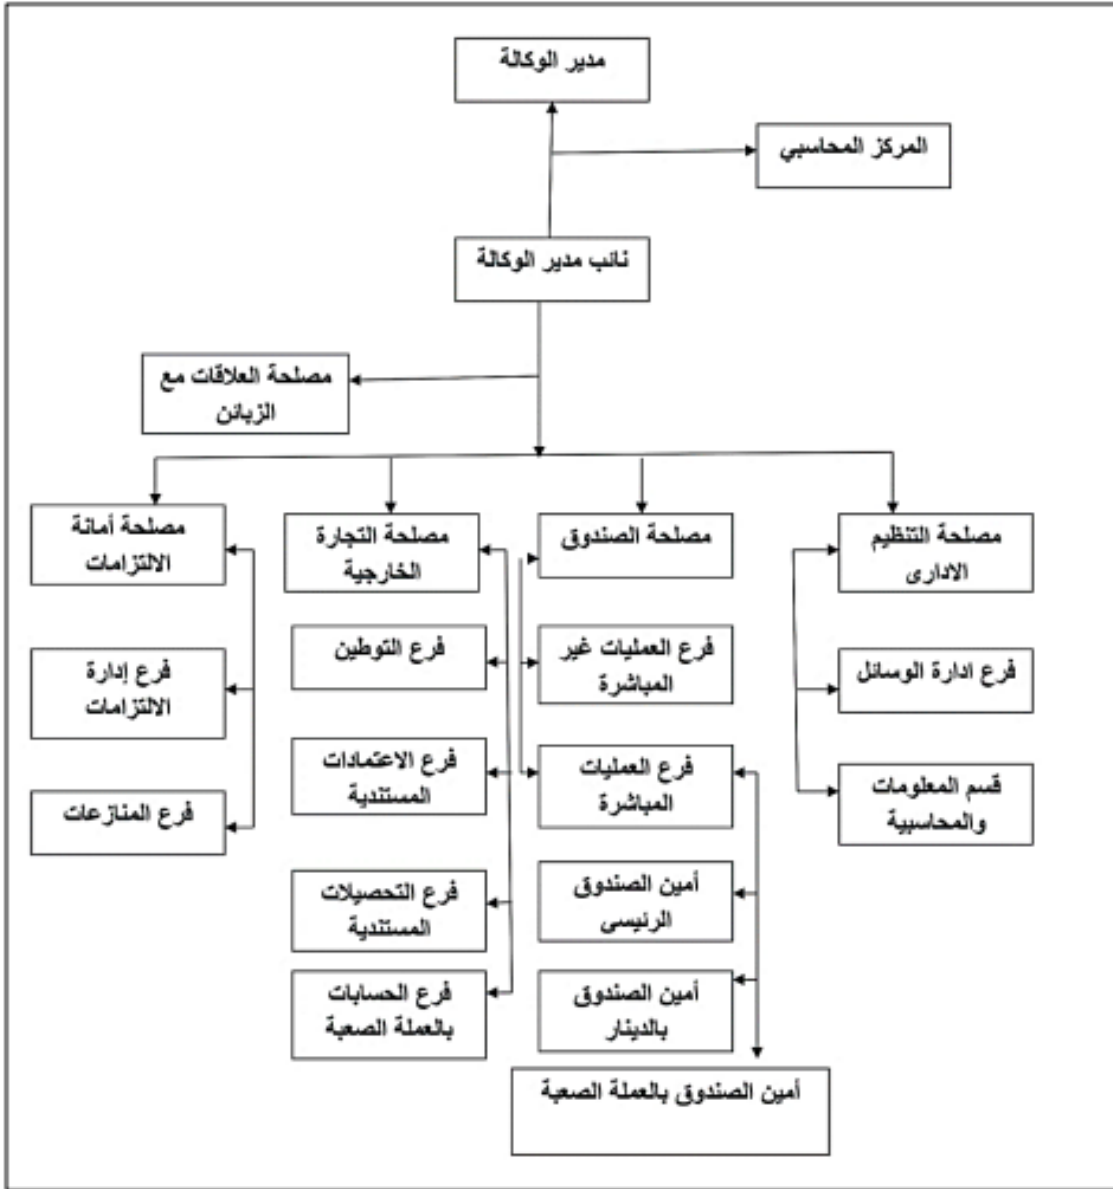 مدير الوكالة
المركز المحاسبي
نائب مدير الوكالة
مصلحة العلاقات مع
الزبائن
مصلحة التنظيم
الادارى
مصلحة الصندوق
مصلحة التجارة
الخارجية
مصلحة أمانة
الالتزامات
فرع ادارة الوسائل
قسم المعلومات
والمحاسبية
فرع العمليات غير
المباشرة
فرع العمليات
المباشرة
أمين الصندوق
الرئيسى
أمين الصندوق
بالدينار
أمين الصندوق بالعملة الصعبة
فرع التوطين
فرع الاعتمادات
المستندية
فرع التحصيلات
المستندية
فرع الحسابات
بالعملة الصعبة
فرع إدارة
الالتزامات
فرع المنازعات